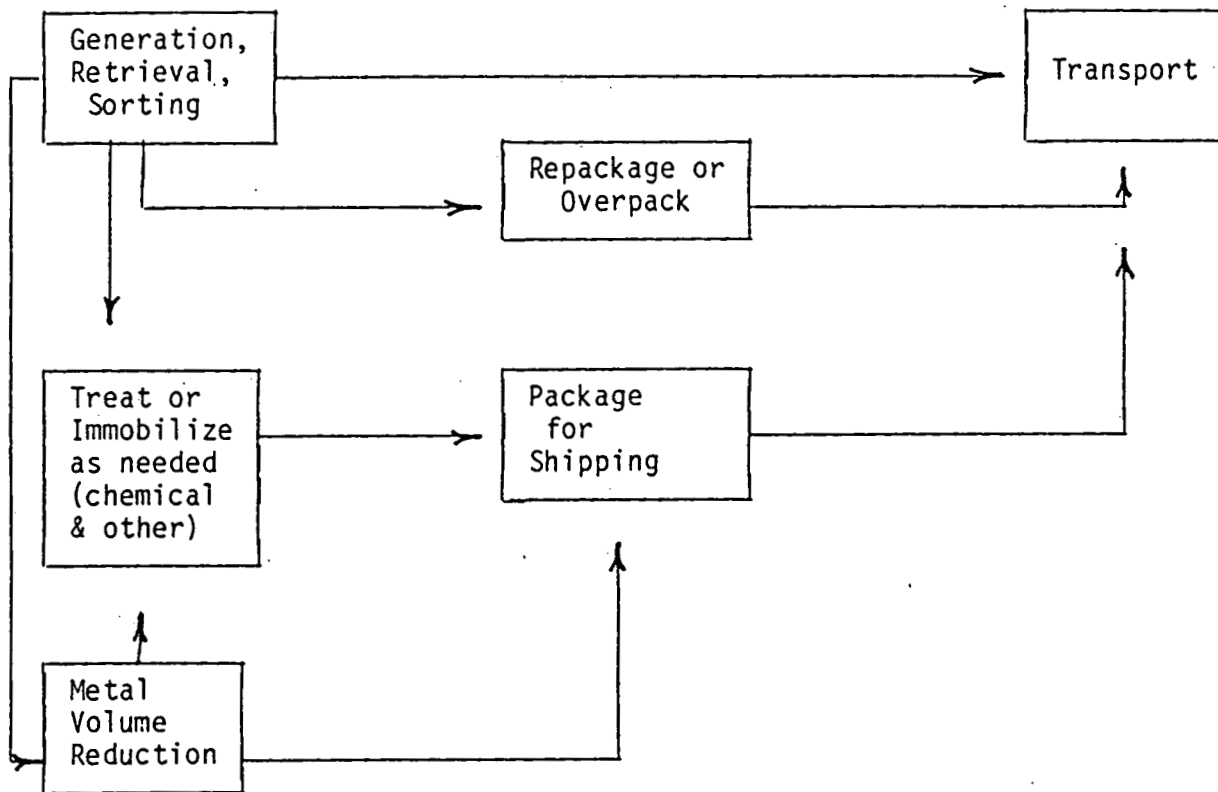 Generation,
Retrieval,
Sorting
Transport
Repackage or
Overpack
Treat or
Immobilize
as needed
(chemical
& other)
Package
for
Shipping
Metal
Volume
Reduction